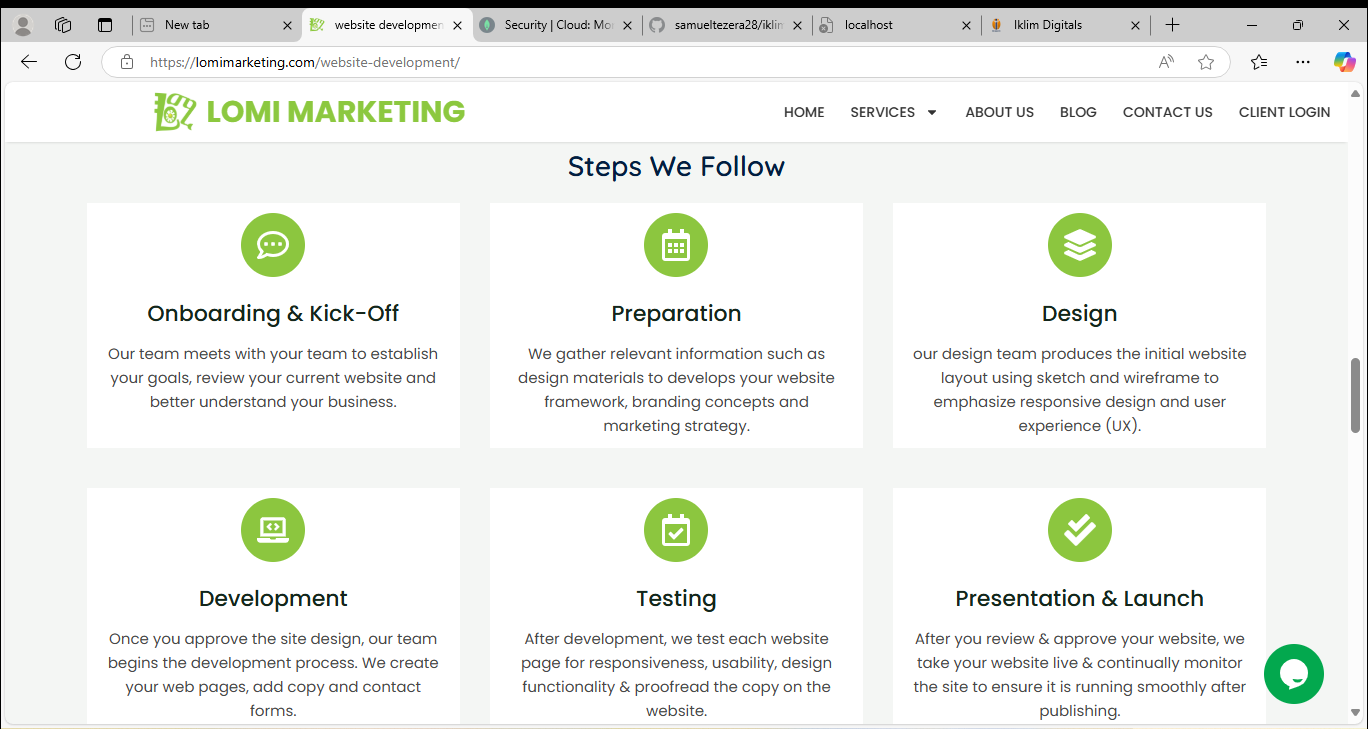 New tab
website developmen
Security | Cloud: Mon
samueltezera28/iklim
localhost
Iklim Digitals
https://lomimarketing.com/website-development/
LOMI MARKETING
HOME
SERVICES
ABOUT US
BLOG
CONTACT US
CLIENT LOGIN
Steps We Follow
Onboarding & Kick-Off
Our team meets with your team to establish
your goals, review your current website and
better understand your business.
Preparation
We gather relevant information such as
design materials to develops your website
framework, branding concepts and
marketing strategy.
Design
our design team produces the initial website
layout using sketch and wireframe to
emphasize responsive design and user
experience (UX).
Development
Once you approve the site design, our team
begins the development process. We create
your web pages, add copy and contact
forms.
Testing
After development, we test each website
page for responsiveness, usability, design
functionality & proofread the copy on the
website.
Presentation & Launch
After you review & approve your website, we
take your website live & continually monitor
the site to ensure it is running smoothly after
publishing.